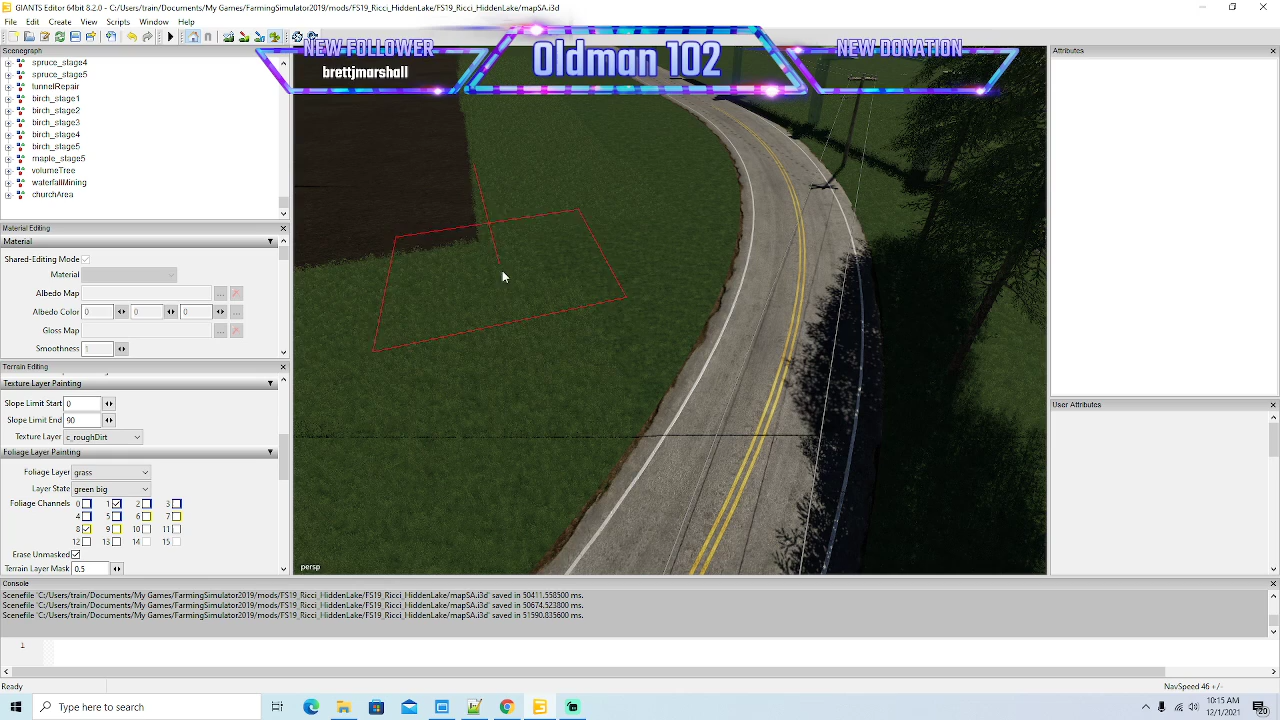 GIANTS Editor 64bit 8.2.0 - [C:/Users/train/Documents/My Games/FarmingSimulator2019/mods/FS19_Ricci_HiddenLake/FS19_Ricci_HiddenLake/mapSA.i3d]
File Edit Create View Scripts Window Help
NEW FOLLOWER
brettjmarshall
Oldman 102
NEW DONATION
Scenegraph
Attributes
spruce_stage4
spruce_stage5
turnOnRopes
birch_stage1
birch_stage2
birch_stage3
birch_stage4
birch_stage5
maple_stage5
volumeTree
waterfallMining
Material Editing
Material
Shared-Editing Mode
Material
Albedo Map ...
Albedo Color 0 0 0 ...
Gloss Map ...
Smoothness 1
Terrain Editing
Texture Layer Painting
Slope Limit Start 0
Slope Limit End 90
Texture Layer c_roughDirt
Foliage Layer Painting
Foliage Layer grass
Layer State green big
Foliage Channels 0 1 2 3
4 5 6 7
8 9 10 11
12 13 14 15
Erase Unmasked
Terrain Layer Mask 0.5
persp
User Attributes
Console
Scenefile 'C:/Users/train/Documents/My Games/FarmingSimulator2019/mods/FS19_Ricci_HiddenLake/FS19_Ricci_HiddenLake/mapSA.i3d' saved in 50411.558500 ms.
Scenefile 'C:/Users/train/Documents/My Games/FarmingSimulator2019/mods/FS19_Ricci_HiddenLake/FS19_Ricci_HiddenLake/mapSA.i3d' saved in 50674.523800 ms.
Scenefile 'C:/Users/train/Documents/My Games/FarmingSimulator2019/mods/FS19_Ricci_HiddenLake/FS19_Ricci_HiddenLake/mapSA.i3d' saved in 51590.835600 ms.
1
Ready
NavSpeed 46 +/-
Type here to search
10:15 AM
12/1/2021
20